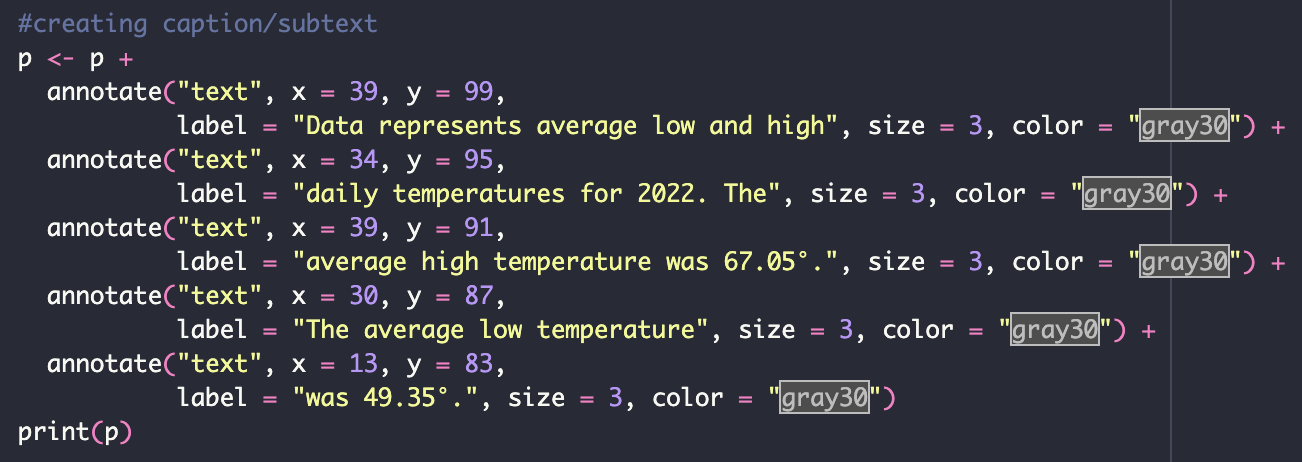 #creating caption/subtext
p <- p +
  annotate("text", x = 39, y = 99,
           label = "Data represents average low and high", size = 3, color = "gray30") +
  annotate("text", x = 34, y = 95,
           label = "daily temperatures for 2022. The", size = 3, color = "gray30") +
  annotate("text", x = 39, y = 91,
           label = "average high temperature was 67.05°.", size = 3, color = "gray30") +
  annotate("text", x = 30, y = 87,
           label = "The average low temperature", size = 3, color = "gray30") +
  annotate("text", x = 13, y = 83,
           label = "was 49.35°.", size = 3, color = "gray30")
print(p)